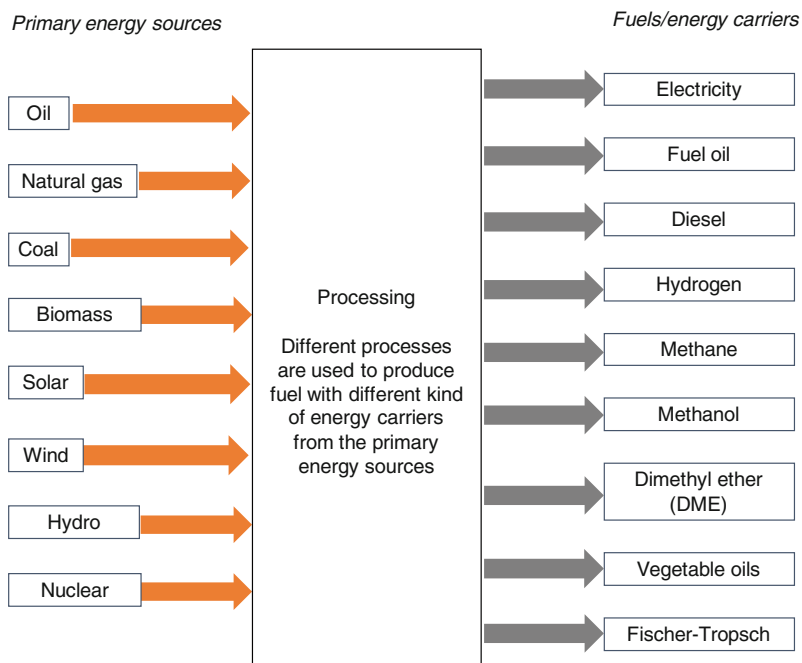 Primary energy sources
Fuels/energy carriers
Oil
Natural gas
Coal
Biomass
Solar
Wind
Hydro
Nuclear
Processing
Different processes
are used to produce
fuel with different kind
of energy carriers
from the primary
energy sources
Electricity
Fuel oil
Diesel
Hydrogen
Methane
Methanol
Dimethyl ether
(DME)
Vegetable oils
Fischer-Tropsch